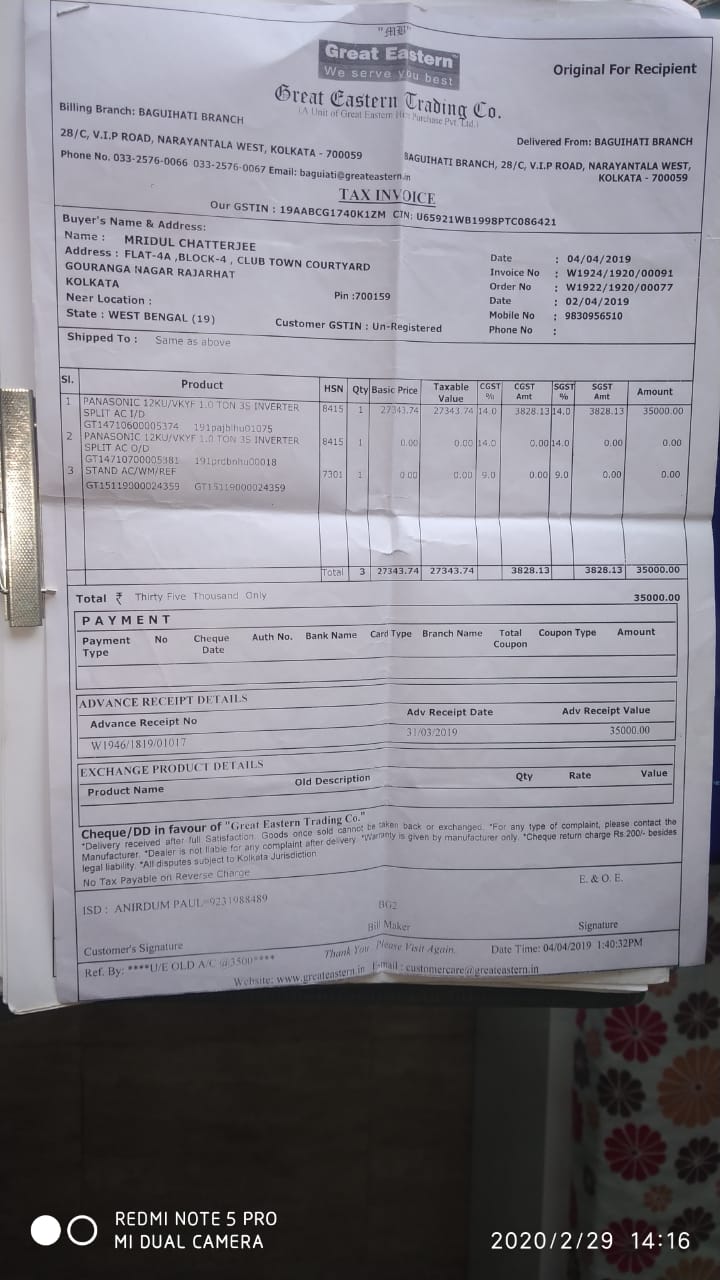 "MB"
Great Eastern
We serve you best
Original For Recipient
Great Eastern Trading Co.
(A Unit of Great Eastern Hire Purchase Pvt. Ltd.)
Billing Branch: BAGUIHATI BRANCH
28/C, V.I.P ROAD, NARAYANTALA WEST, KOLKATA - 700059
Phone No. 033-2576-0066 033-2576-0067 Email: baguiati@greateastern.in
Delivered From: BAGUIHATI BRANCH
BAGUIHATI BRANCH, 28/C, V.I.P ROAD, NARAYANTALA WEST,
KOLKATA - 700059
TAX INVOICE
Our GSTIN : 19AABCG1740K1ZM CIN: U65921WB1998PTC086421
Buyer's Name & Address:
Name : MRIDUL CHATTERJEE
Address : FLAT-4A ,BLOCK-4 , CLUB TOWN COURTYARD
GOURANGA NAGAR RAJARHAT
KOLKATA
Pin :700159
Near Location :
State : WEST BENGAL (19)
Customer GSTIN : Un-Registered
Date : 04/04/2019
Invoice No : W1924/1920/00091
Order No : W1922/1920/00077
Date : 02/04/2019
Mobile No : 9830956510
Phone No :
Shipped To : Same as above
Sl. Product HSN Qty Basic Price Taxable Value CGST % CGST Amt SGST % SGST Amt Amount
1 PANASONIC 12KU/VKYF 1.0 TON 3S INVERTER 8415 1 27343.74 27343.74 14.0 3828.13 14.0 3828.13 35000.00
SPLIT AC I/D
GT14710600005374 191pajblhu01075
2 PANASONIC 12KU/VKYF 1.0 TON 3S INVERTER 8415 1 0.00 0.00 14.0 0.00 14.0 0.00 0.00
SPLIT AC O/D
GT14710700005381 191prdbnhu00018
3 STAND AC/WM/REF 7301 1 0.00 0.00 9.0 0.00 9.0 0.00 0.00
GT15119000024359 GT15119000024359
Total 3 27343.74 27343.74 3828.13 3828.13 35000.00
Total ₹ Thirty Five Thousand Only 35000.00
PAYMENT
Payment Type No Cheque Date Auth No. Bank Name Card Type Branch Name Total Coupon Coupon Type Amount
ADVANCE RECEIPT DETAILS
Advance Receipt No Adv Receipt Date Adv Receipt Value
W1946/1819/01017 31/03/2019 35000.00
EXCHANGE PRODUCT DETAILS
Product Name Old Description Qty Rate Value
Cheque/DD in favour of "Great Eastern Trading Co."
*Delivery received after full Satisfaction. Goods once sold cannot be taken back or exchanged. *For any type of complaint, please contact the
Manufacturer. *Dealer is not liable for any complaint after delivery. *Warranty is given by manufacturer only. *Cheque return charge Rs.200/- besides
legal liability. *All disputes subject to Kolkata Jurisdiction.
No Tax Payable on Reverse Charge
E. & O. E.
ISD : ANIRDUM PAUL=9231988489
BG2
Bill Maker
Signature
Customer's Signature
Thank You. Please Visit Again.
Date Time: 04/04/2019 1:40:32PM
Ref. By: ****U/E OLD A/C @3500****
Website: www.greateastern.in E-mail : customercare@greateastern.in
REDMI NOTE 5 PRO
MI DUAL CAMERA
2020/2/29 14:16